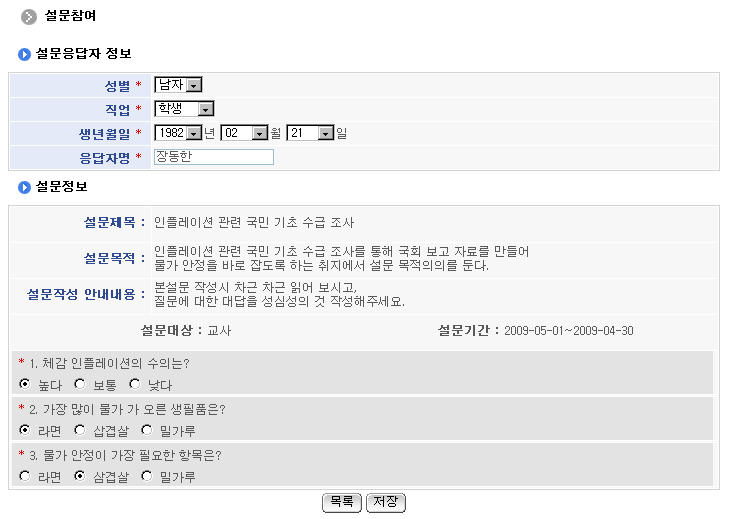 설문참여
설문응답자 정보
성별 * 남자
직업 * 학생
생년월일 * 1982 년 02 월 21 일
응답자명 * 장동한
설문정보
설문제목 : 인플레이션 관련 국민 기초 수급 조사
설문목적 : 인플레이션 관련 국민 기초 수급 조사를 통해 국회 보고 자료를 만들어
물가 안정을 바로 잡도록 하는 취지에서 설문 목적의의를 둔다.
설문작성 안내내용 : 본설문 작성시 차근 차근 읽어 보시고,
질문에 대한 대답을 성심성의 것 작성해주세요.
설문대상 : 교사 설문기간 : 2009-05-01~2009-04-30
* 1. 체감 인플레이션의 수의는?
높다 보통 낮다
* 2. 가장 많이 물가 가 오른 생필품은?
라면 삽겹살 밀가루
* 3. 물가 안정이 가장 필요한 항목은?
라면 삼겹살 밀가루
목록 저장